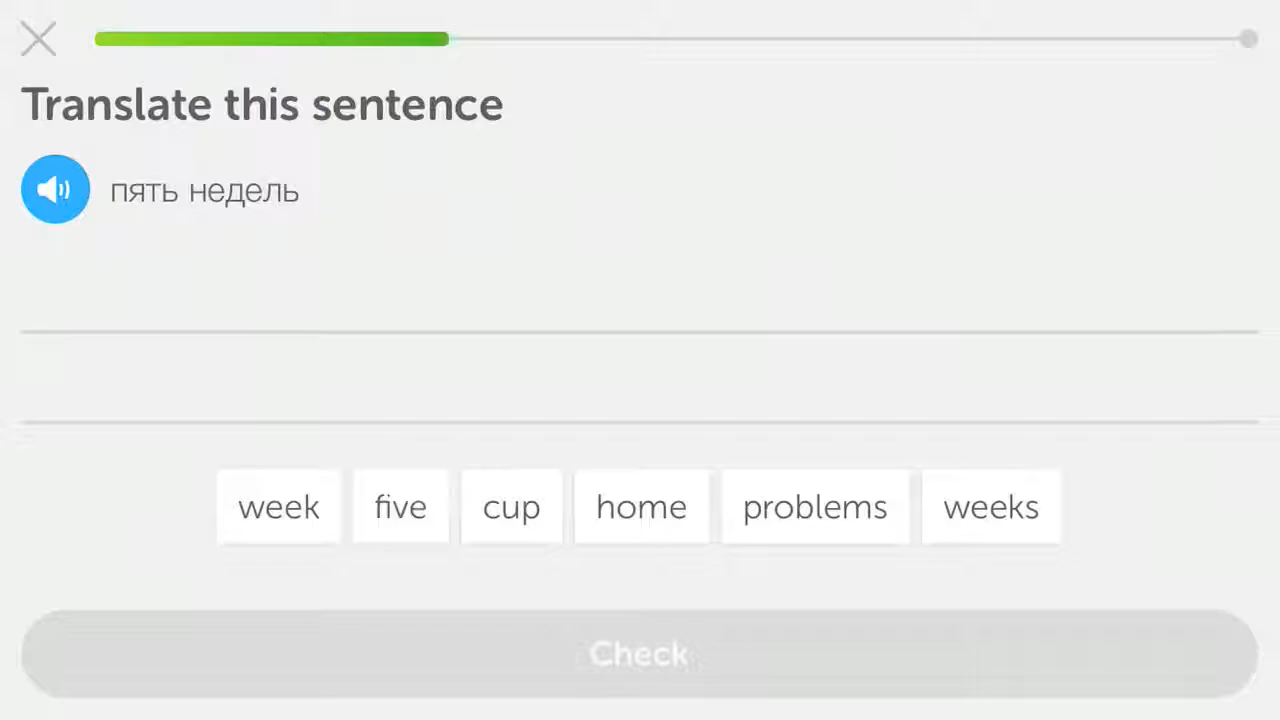 Translate this sentence
пять недель
week five cup home problems weeks
Check